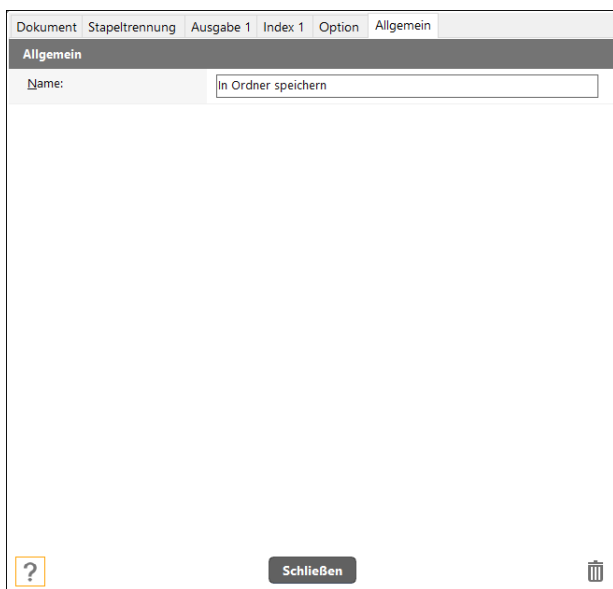 Dokument Stapeltrennung Ausgabe 1 Index 1 Option Allgemein
Allgemein
Name: In Ordner speichern
? Schließen